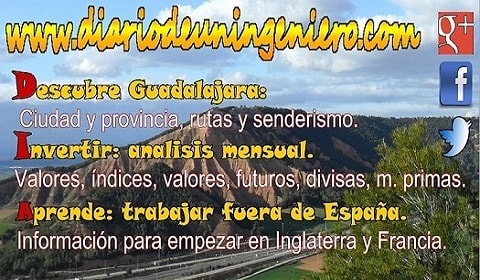 www.diariodeuningeniero.com
g+
f
Descubre Guadalajara:
Ciudad y provincia, rutas y senderismo.
Invertir: analisis mensual.
Valores, índices, valores, futuros, divisas, m. primas.
Aprende: trabajar fuera de España.
Información para empezar en Inglaterra y Francia.